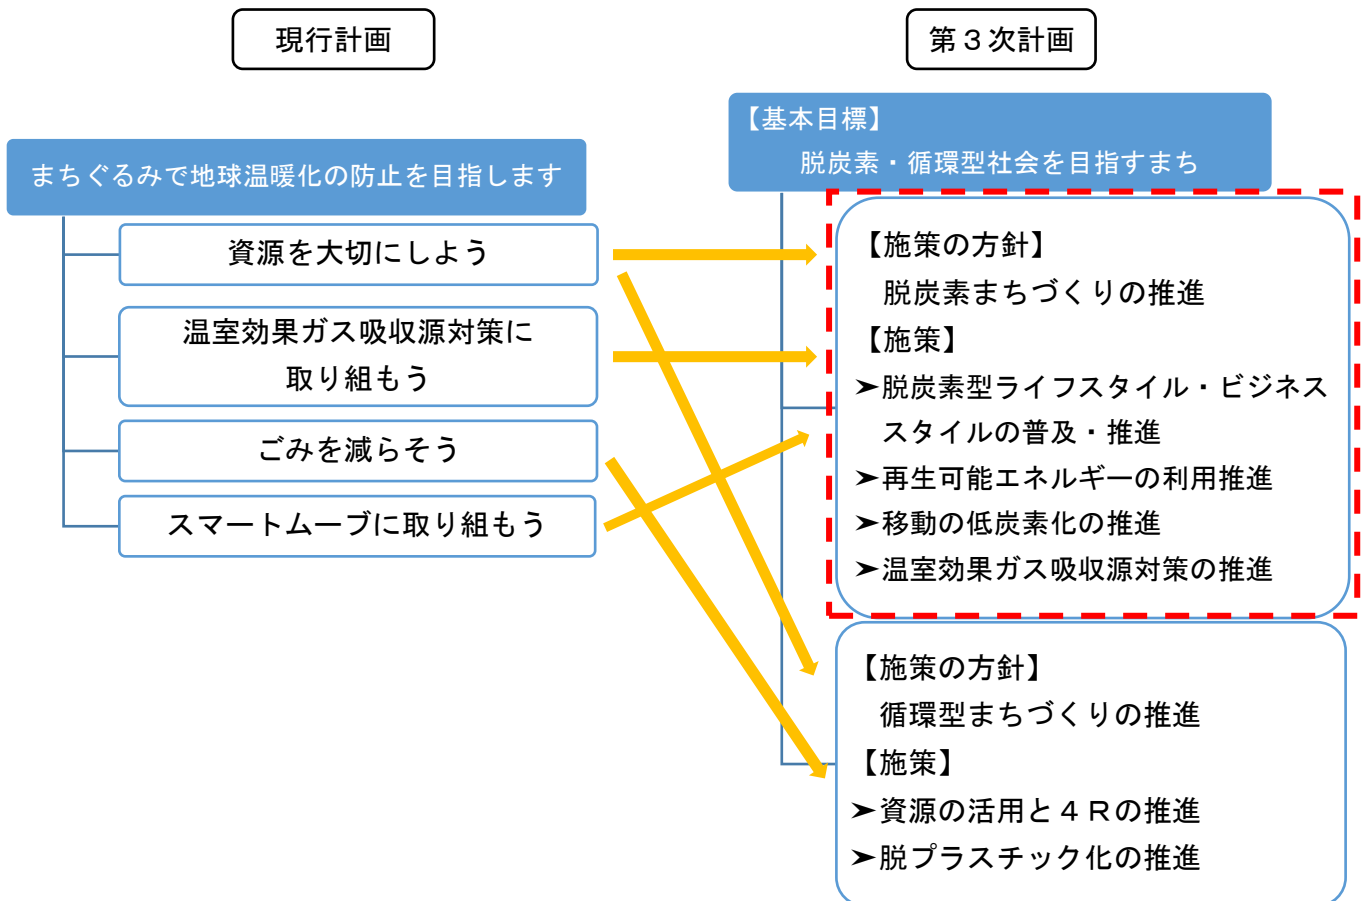 現行計画
まちぐるみで地球温暖化の防止を目指します
資源を大切にしよう
温室効果ガス吸収源対策に
取り組もう
ごみを減らそう
スマートムーブに取り組もう
第３次計画
【基本目標】
脱炭素・循環型社会を目指すまち
【施策の方針】
脱炭素まちづくりの推進
【施策】
➤脱炭素型ライフスタイル・ビジネス
スタイルの普及・推進
➤再生可能エネルギーの利用推進
➤移動の低炭素化の推進
➤温室効果ガス吸収源対策の推進
【施策の方針】
循環型まちづくりの推進
【施策】
➤資源の活用と４Ｒの推進
➤脱プラスチック化の推進